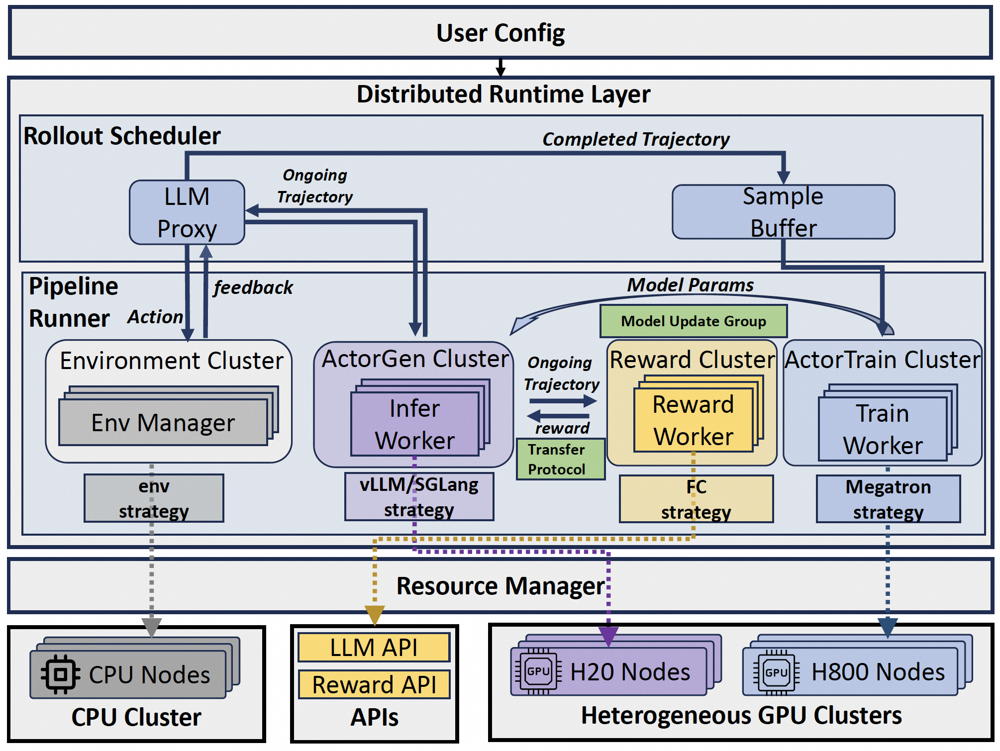 User Config
Distributed Runtime Layer
Rollout Scheduler
Completed Trajectory
Ongoing
Trajectory
LLM
Proxy
Sample
Buffer
Pipeline
Runner
Action
feedback
Model Params
Model Update Group
Environment Cluster
Env Manager
ActorGen Cluster
Infer
Worker
Ongoing
Trajectory
reward
Transfer
Protocol
Reward Cluster
Reward
Worker
ActorTrain Cluster
Train
Worker
env
strategy
vLLM/SGLang
strategy
FC
strategy
Megatron
strategy
Resource Manager
CPU Nodes
CPU Cluster
LLM API
Reward API
APIs
GPU
H20 Nodes
GPU
H800 Nodes
Heterogeneous GPU Clusters